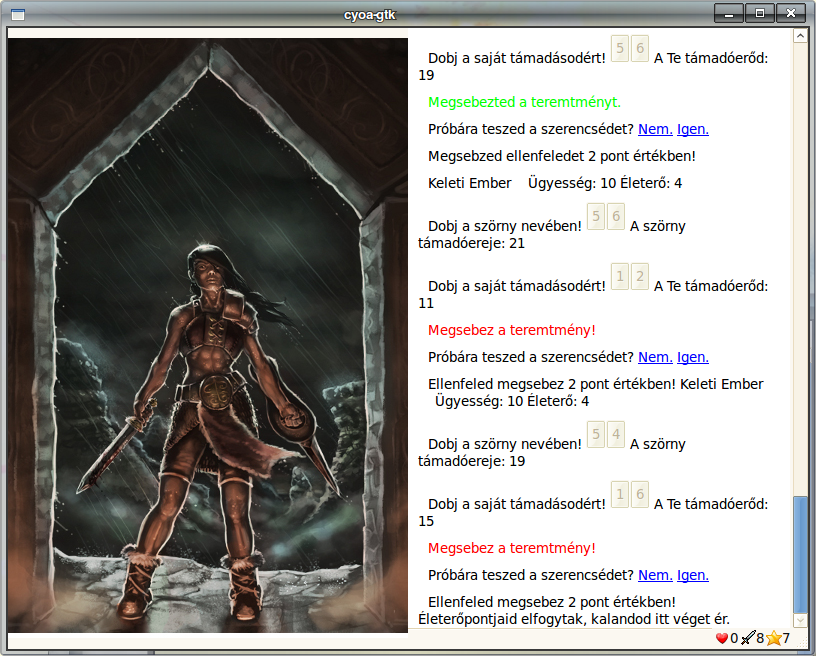 cyoa-gtk
Dobj a saját támadásodért! 5 6 A Te támadóerőd:
19
Megsebezted a teremtményt.
Próbára teszed a szerencsédet? Nem. Igen.
Megsebzed ellenfeledet 2 pont értékben!
Keleti Ember Ügyesség: 10 Életerő: 4
Dobj a szörny nevében! 5 6 A szörny
támadóereje: 21
Dobj a saját támadásodért! 1 2 A Te támadóerőd:
11
Megsebez a teremtmény!
Próbára teszed a szerencsédet? Nem. Igen.
Ellenfeled megsebez 2 pont értékben! Keleti Ember
Ügyesség: 10 Életerő: 4
Dobj a szörny nevében! 5 4 A szörny
támadóereje: 19
Dobj a saját támadásodért! 1 6 A Te támadóerőd:
15
Megsebez a teremtmény!
Próbára teszed a szerencsédet? Nem. Igen.
Ellenfeled megsebez 2 pont értékben!
Életerőpontjaid elfogytak, kalandod itt véget ér.
0 8 7